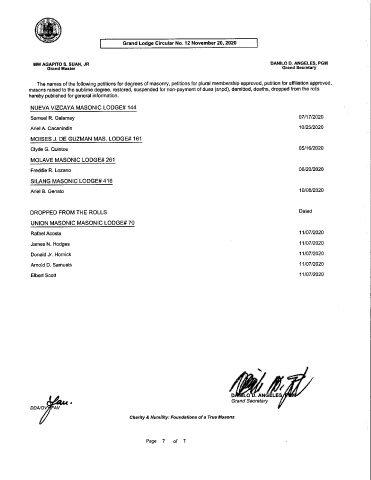 Grand Lodge Circular No. 12 November 20, 2020
MW AGAPITO S. SUAN, JR
Grand Master
DANILO D. ANGELES, PGM
Grand Secretary
The names of the following petitions for degrees of masonry, petitions for plural membership approved, petition for affiliation approved,
masons raised to the sublime degree, restored, suspended for non-payment of dues (snpd), demitted, deaths, dropped from the rolls
hereby published for general information.
NUEVA VIZCAYA MASONIC LODGE# 144
Samuel R. Galamay 07/17/2020
Ariel A. Cacanindin 10/25/2020
MOISES J. DE GUZMAN MAS. LODGE# 161
Clyde G. Quintos 05/16/2020
MOLAVE MASONIC LODGE# 261
Freddie R. Lozano 06/20/2020
SILANG MASONIC LODGE# 416
Ariel B. Genato 10/08/2020
DROPPED FROM THE ROLLS Dated
UNION MASONIC MASONIC LODGE# 70
Rafael Acosta 11/07/2020
James N. Hodges 11/07/2020
Donald Jr. Hornick 11/07/2020
Arnold D. Samuels 11/07/2020
Elbert Scott 11/07/2020
DANILO D. ANGELES, PGM
Grand Secretary
Charity & Humility: Foundations of a True Masons
Page 7 of 7